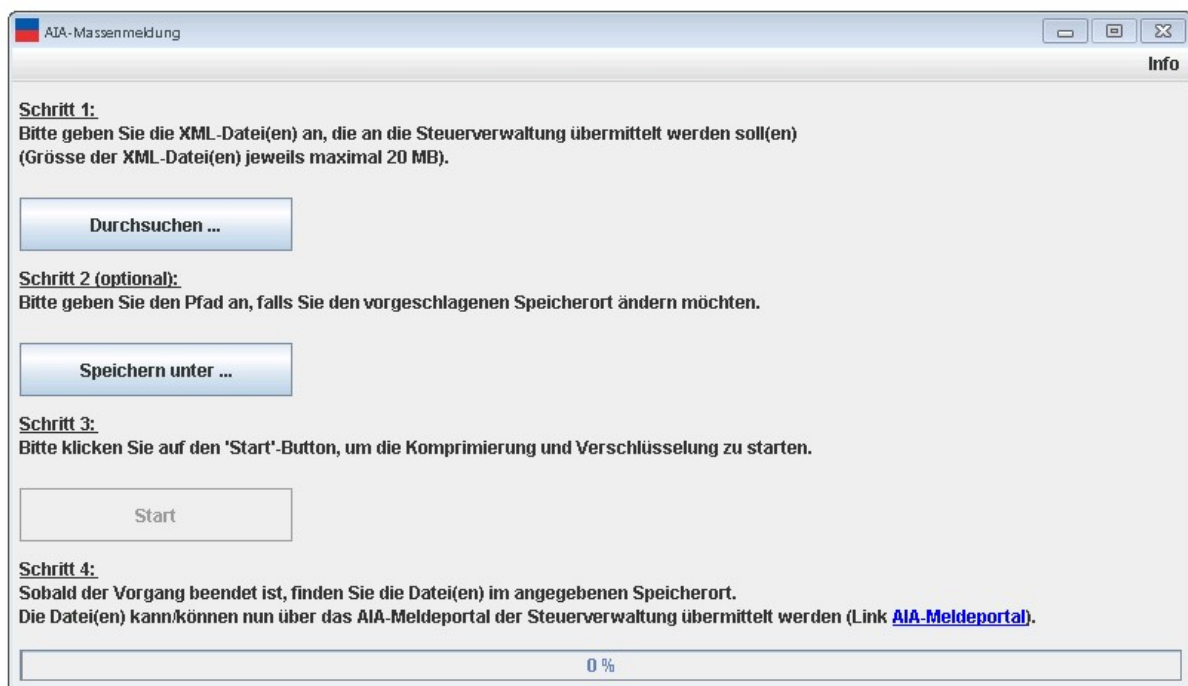 AIA-Massenmeldung
Info
Schritt 1:
Bitte geben Sie die XML-Datei(en) an, die an die Steuerverwaltung übermittelt werden soll(en)
(Grösse der XML-Datei(en) jeweils maximal 20 MB).
Durchsuchen ...
Schritt 2 (optional):
Bitte geben Sie den Pfad an, falls Sie den vorgeschlagenen Speicherort ändern möchten.
Speichern unter ...
Schritt 3:
Bitte klicken Sie auf den 'Start'-Button, um die Komprimierung und Verschlüsselung zu starten.
Start
Schritt 4:
Sobald der Vorgang beendet ist, finden Sie die Datei(en) im angegebenen Speicherort.
Die Datei(en) kann/können nun über das AIA-Meldeportal der Steuerverwaltung übermittelt werden (Link AIA-Meldeportal).
0 %